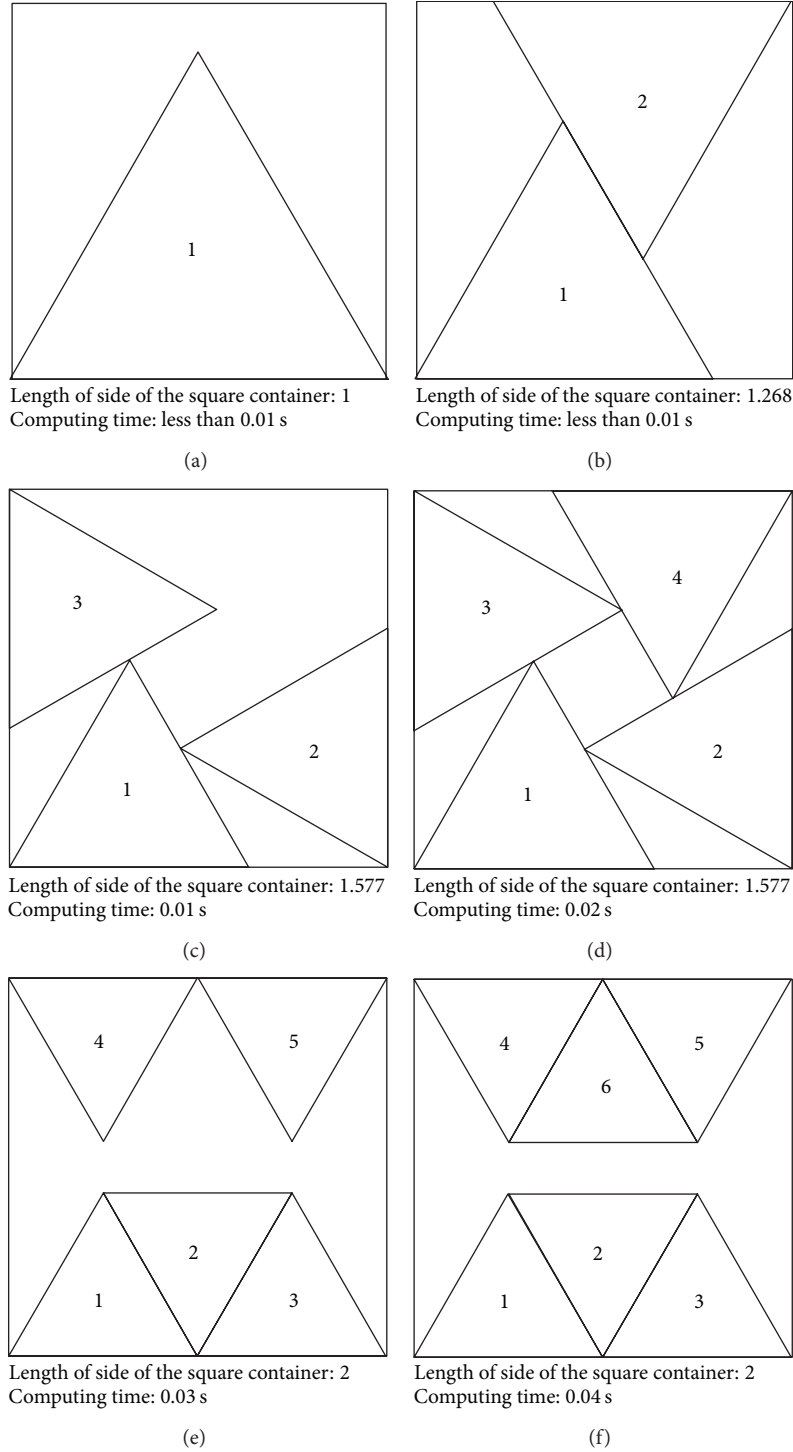 1
Length of side of the square container: 1
Computing time: less than 0.01 s
(a)
2
1
Length of side of the square container: 1.268
Computing time: less than 0.01 s
(b)
3
2
1
Length of side of the square container: 1.577
Computing time: 0.01 s
(c)
4
3
2
1
Length of side of the square container: 1.577
Computing time: 0.02 s
(d)
4
5
2
1
3
Length of side of the square container: 2
Computing time: 0.03 s
(e)
4
5
6
2
1
3
Length of side of the square container: 2
Computing time: 0.04 s
(f)